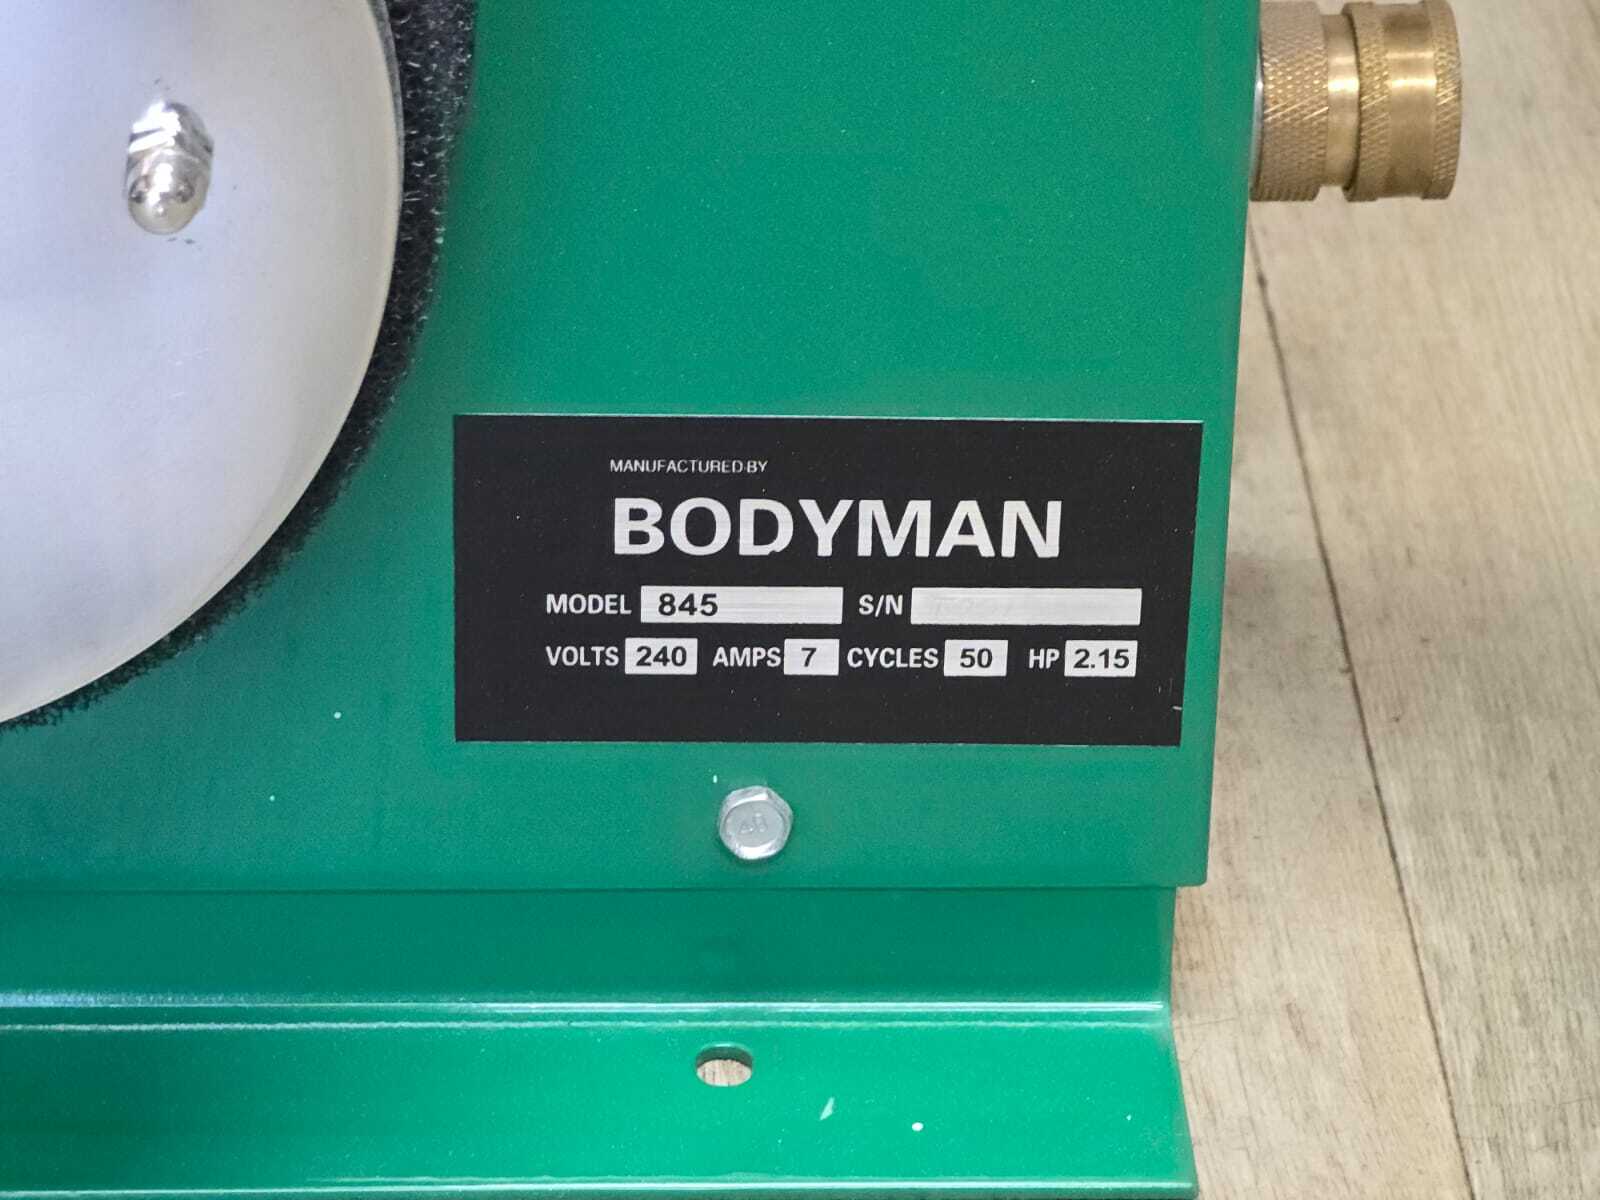 MANUFACTURED BY
BODYMAN
MODEL 845 S/N
VOLTS 240 AMPS 7 CYCLES 50 HP 2.15